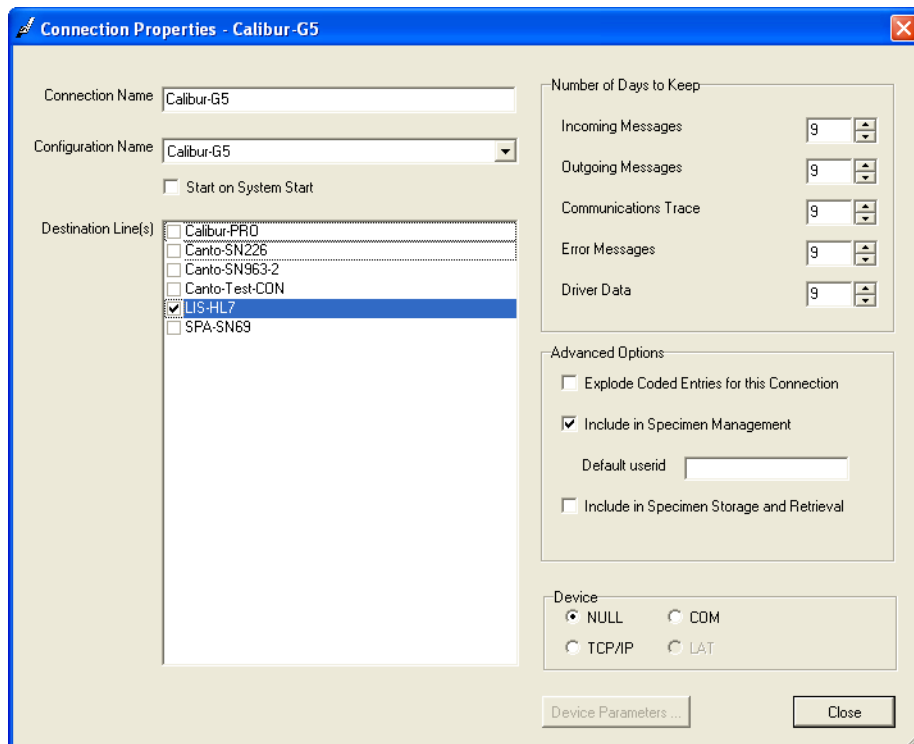 Connection Properties - Calibur-G5
Connection Name
Calibur-G5
Configuration Name
Calibur-G5
Start on System Start
Destination Line(s)
Calibur-PRO
Canto-SN226
Canto-SN963-2
Canto-Test-CON
LIS-HL7
SPA-SN69
Number of Days to Keep
Incoming Messages 9
Outgoing Messages 9
Communications Trace 9
Error Messages 9
Driver Data 9
Advanced Options
Explode Coded Entries for this Connection
Include in Specimen Management
Default userid
Include in Specimen Storage and Retrieval
Device
NULL COM
TCP/IP LAT
Device Parameters ... Close